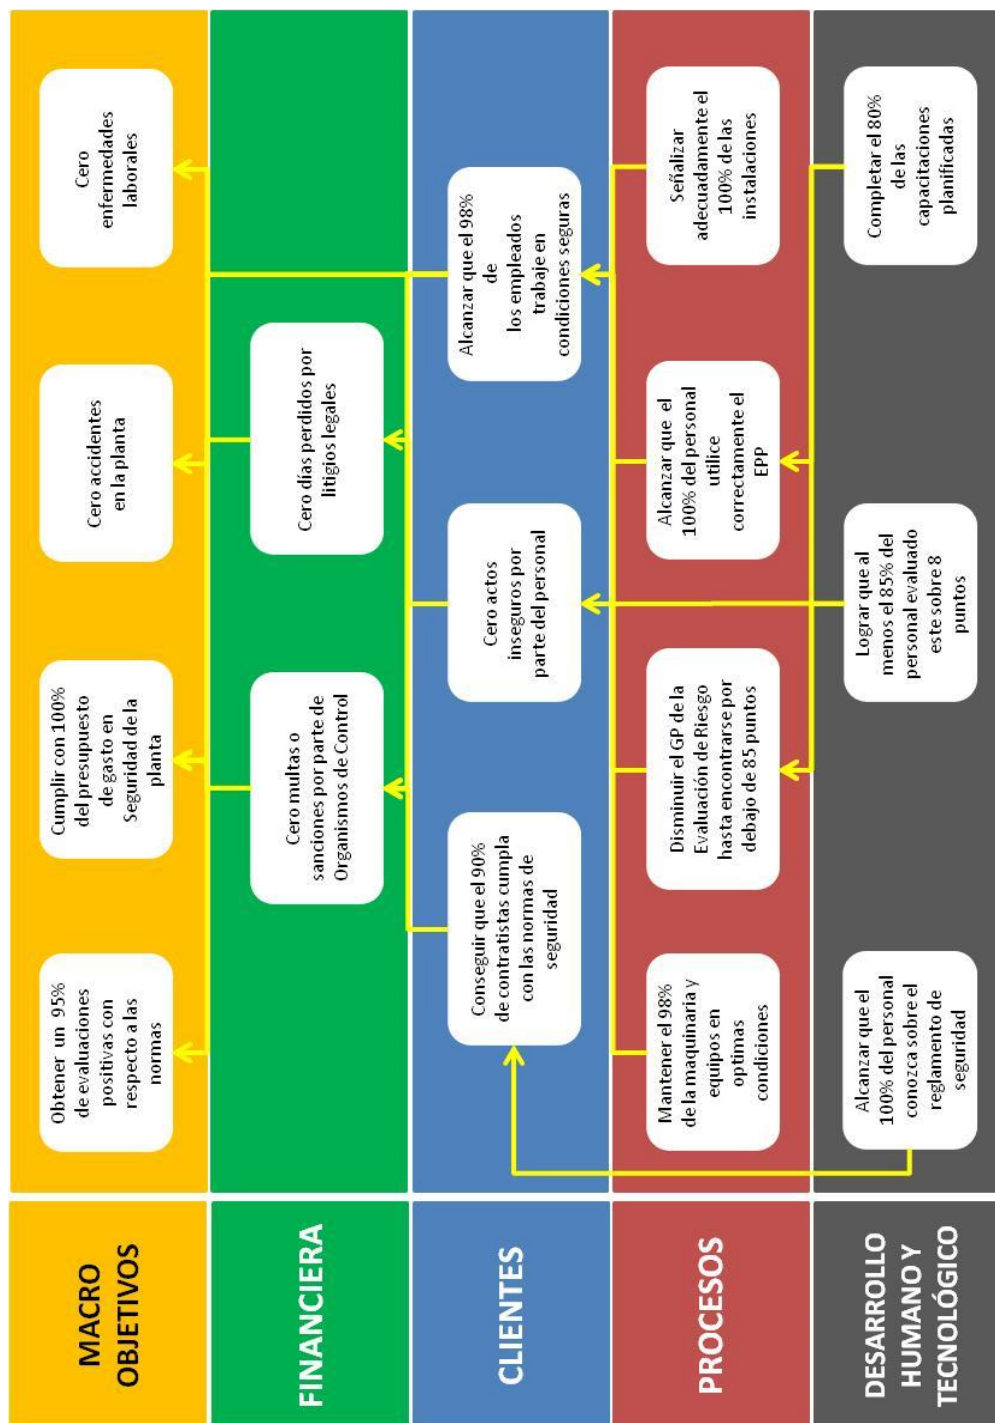 MACRO
OBJETIVOS
Obtener un 95%
de evaluaciones
positivas con
respecto a las
normas
Cumplir con 100%
del presupuesto
de gasto en
Seguridad de la
planta
Cero accidentes
en la planta
Cero
enfermedades
laborales
FINANCIERA
Cero multas o
sanciones por parte de
Organismos de Control
Cero días perdidos por
litigios legales
CLIENTES
Conseguir que el 90%
de contratistas cumpla
con las normas de
seguridad
Cero actos
inseguros por
parte del personal
Alcanzar que el 98%
de
los empleados
trabaje en
condiciones seguras
PROCESOS
Mantener el 98%
de la maquinaria y
equipos en
optimas
condiciones
Disminuir el GP de la
Evaluación de Riesgo
hasta encontrarse por
debajo de 85 puntos
Alcanzar que el
100% del personal
utilice
correctamente el
EPP
Señalizar
adecuadamente el
100% de las
instalaciones
DESARROLLO
HUMANO Y
TECNOLÓGICO
Alcanzar que el
100% del personal
conozca sobre el
reglamento de
seguridad
Lograr que al
menos el 85% del
personal evaluado
este sobre 8
puntos
Completar el 80%
de las
capacitaciones
planificadas